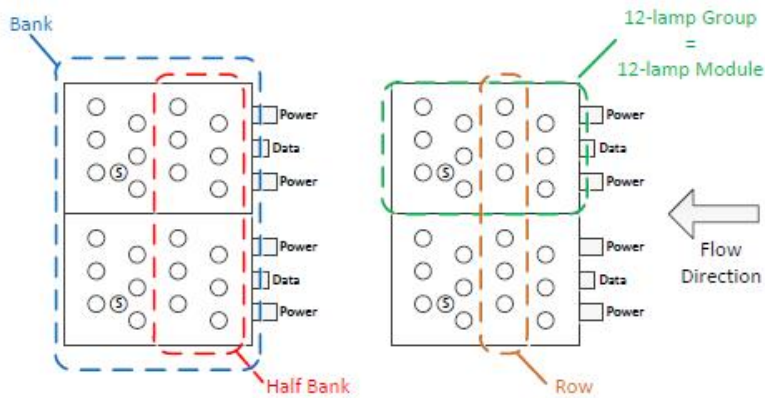 Bank
12-lamp Group
=
12-lamp Module
Power
Data
S
Power
Power
Data
S
Power
Half Bank
Power
Data
S
Power
Power
Data
S
Power
Row
Flow
Direction